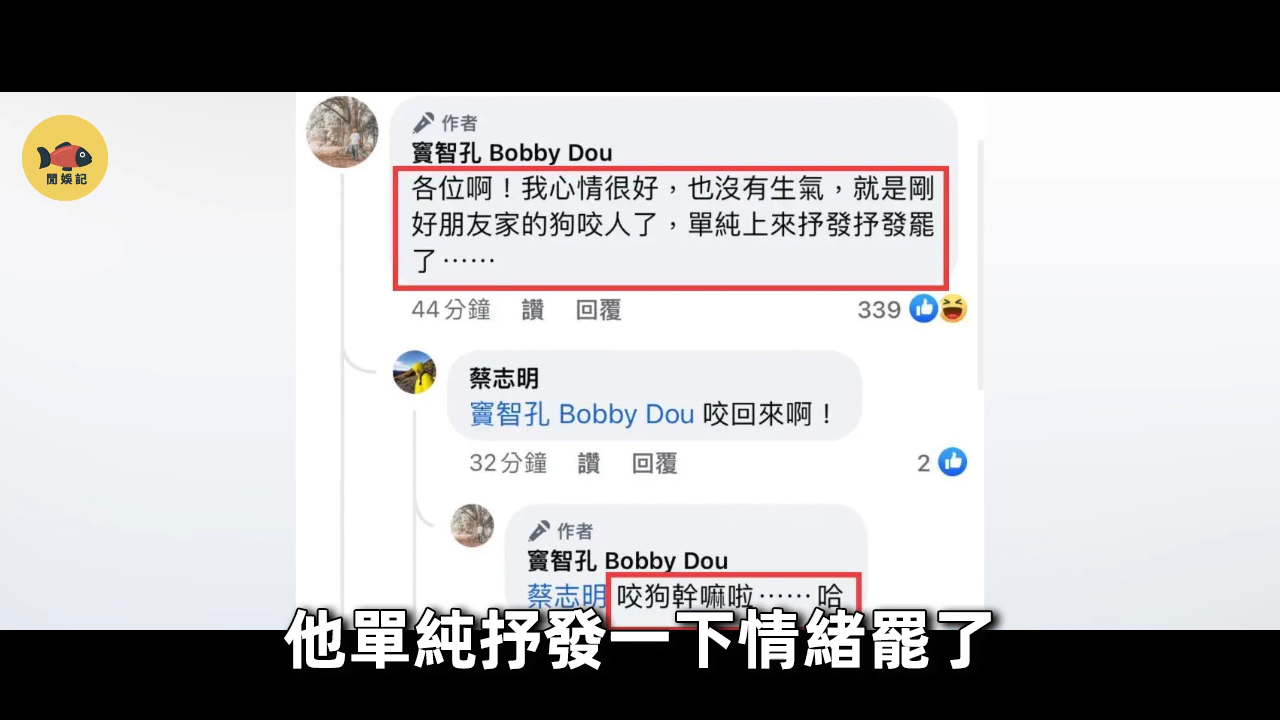 閒娛記
作者
竇智孔 Bobby Dou
各位啊！我心情很好，也沒有生氣，就是剛
好朋友家的狗咬人了，單純上來抒發抒發罷
了……
44分鐘 讚 回覆 339
蔡志明
竇智孔 Bobby Dou 咬回來啊！
32分鐘 讚 回覆 2
作者
竇智孔 Bobby Dou
蔡志明 咬狗幹嘛啦……哈
他單純抒發一下情緒罷了